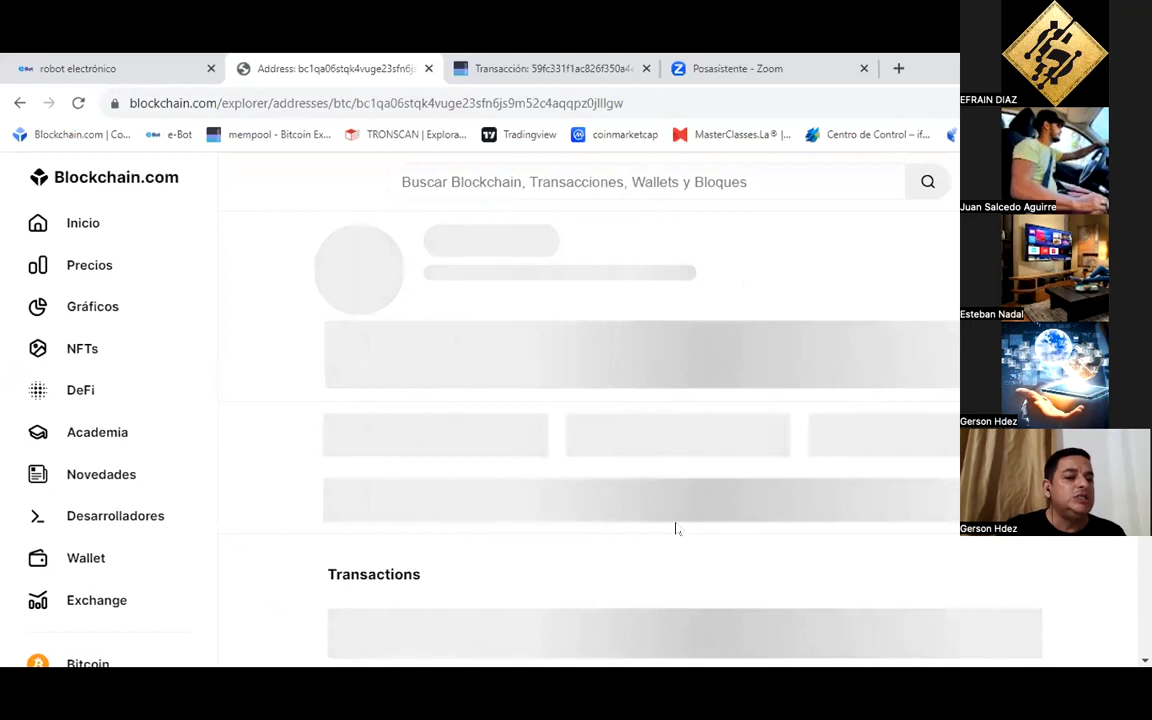 robot electrónico
Address: bc1qa06stqk4vuge23sfn6js
Transacción: 59fc331f1ac826f350a4
Posasistente - Zoom
blockchain.com/explorer/addresses/btc/bc1qa06stqk4vuge23sfn6js9m52c4aqqpz0jlllgw
Blockchain.com | Co...
e-Bot
mempool - Bitcoin Ex...
TRONSCAN | Explora...
Tradingview
coinmarketcap
MasterClasses.La ® |...
Centro de Control – if...
Blockchain.com
Buscar Blockchain, Transacciones, Wallets y Bloques
Inicio
Precios
Gráficos
NFTs
DeFi
Academia
Novedades
Desarrolladores
Wallet
Exchange
Bitcoin
Transactions
EFRAIN DIAZ
Juan Salcedo Aguirre
Esteban Nadal
Gerson Hdez
Gerson Hdez